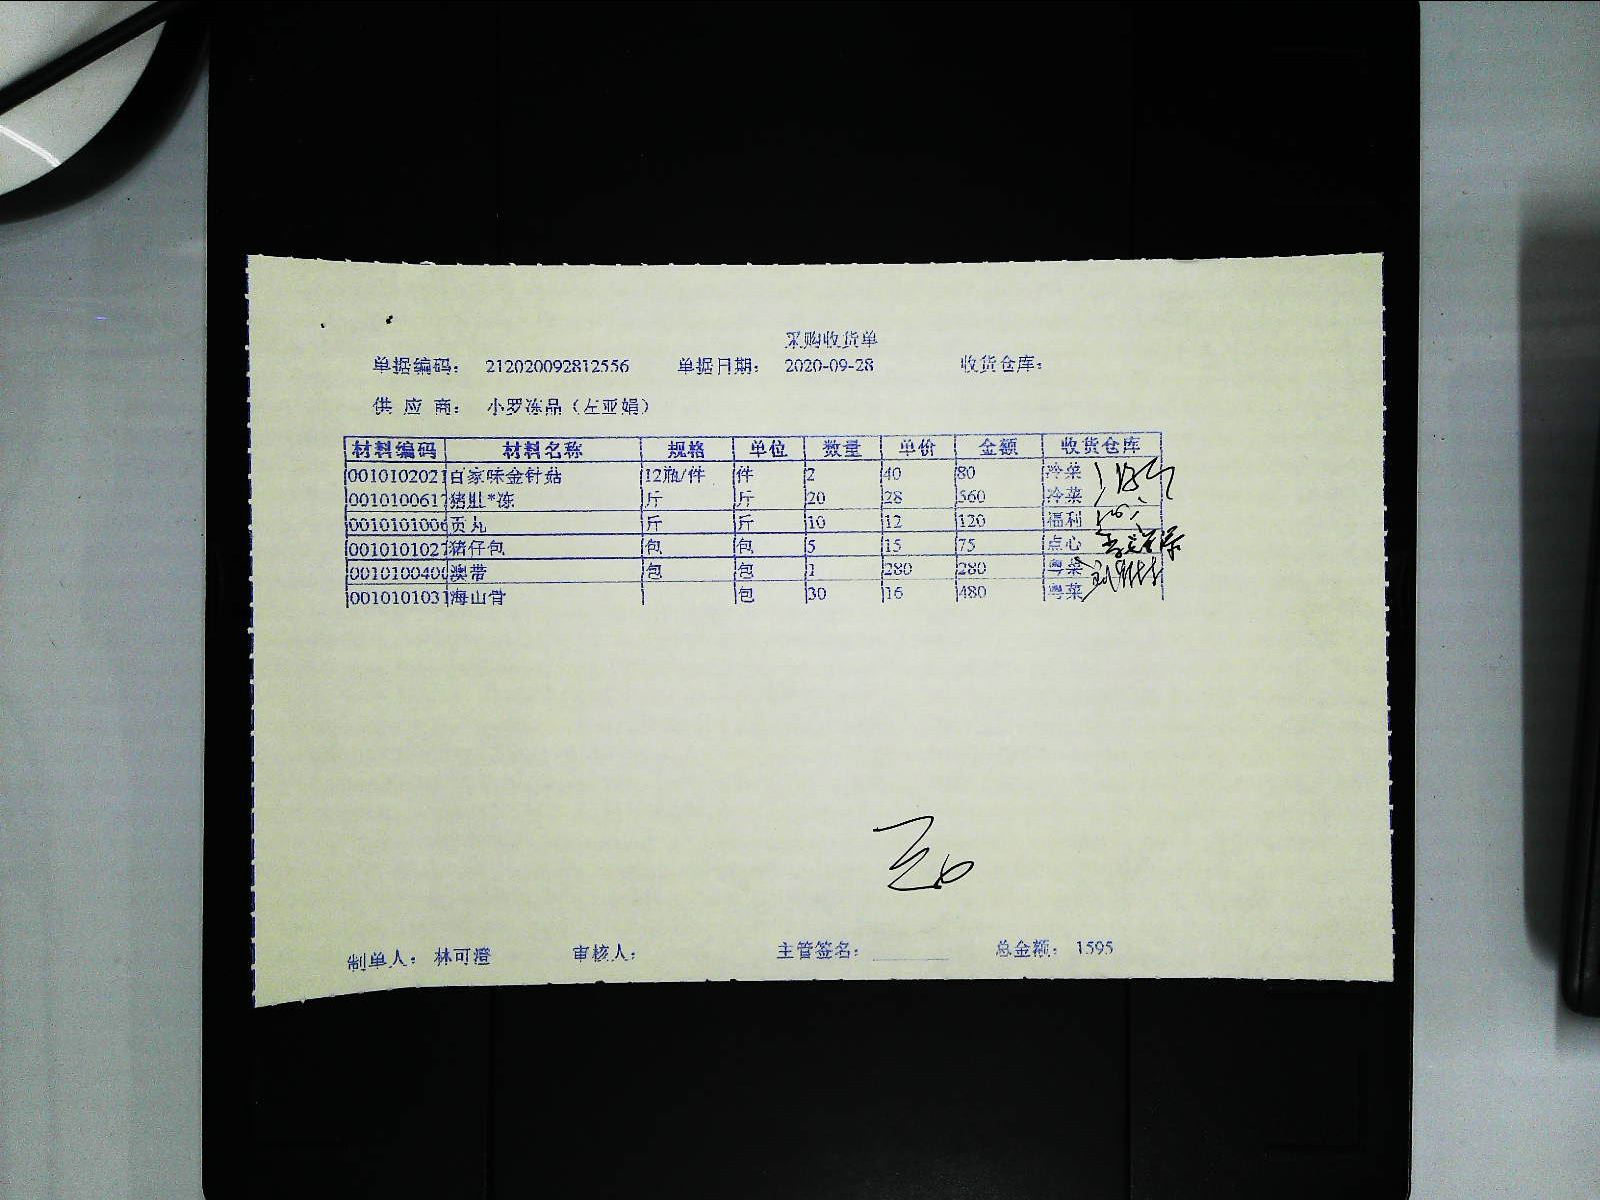 采购收货单
单据编码： 212020092812556 单据日期： 2020-09-28 收货仓库：
供 应 商： 小罗冻品（左亚娟）
材料编码 材料名称 规格 单位 数量 单价 金额 收货仓库
0010102021 百家味金针菇 12瓶/件 件 2 40 80 冷菜
001010061 猪肚*冻 斤 斤 20 28 560 冷菜
001010100 贡丸 斤 斤 10 12 120 福利
001010102 猪仔包 包 包 5 15 75 点心
001010040 澳带 包 包 1 280 280 粤菜
001010103 海山骨 包 30 16 480 粤菜
制单人： 林可澄 审核人： 主管签名： 总金额： 1595